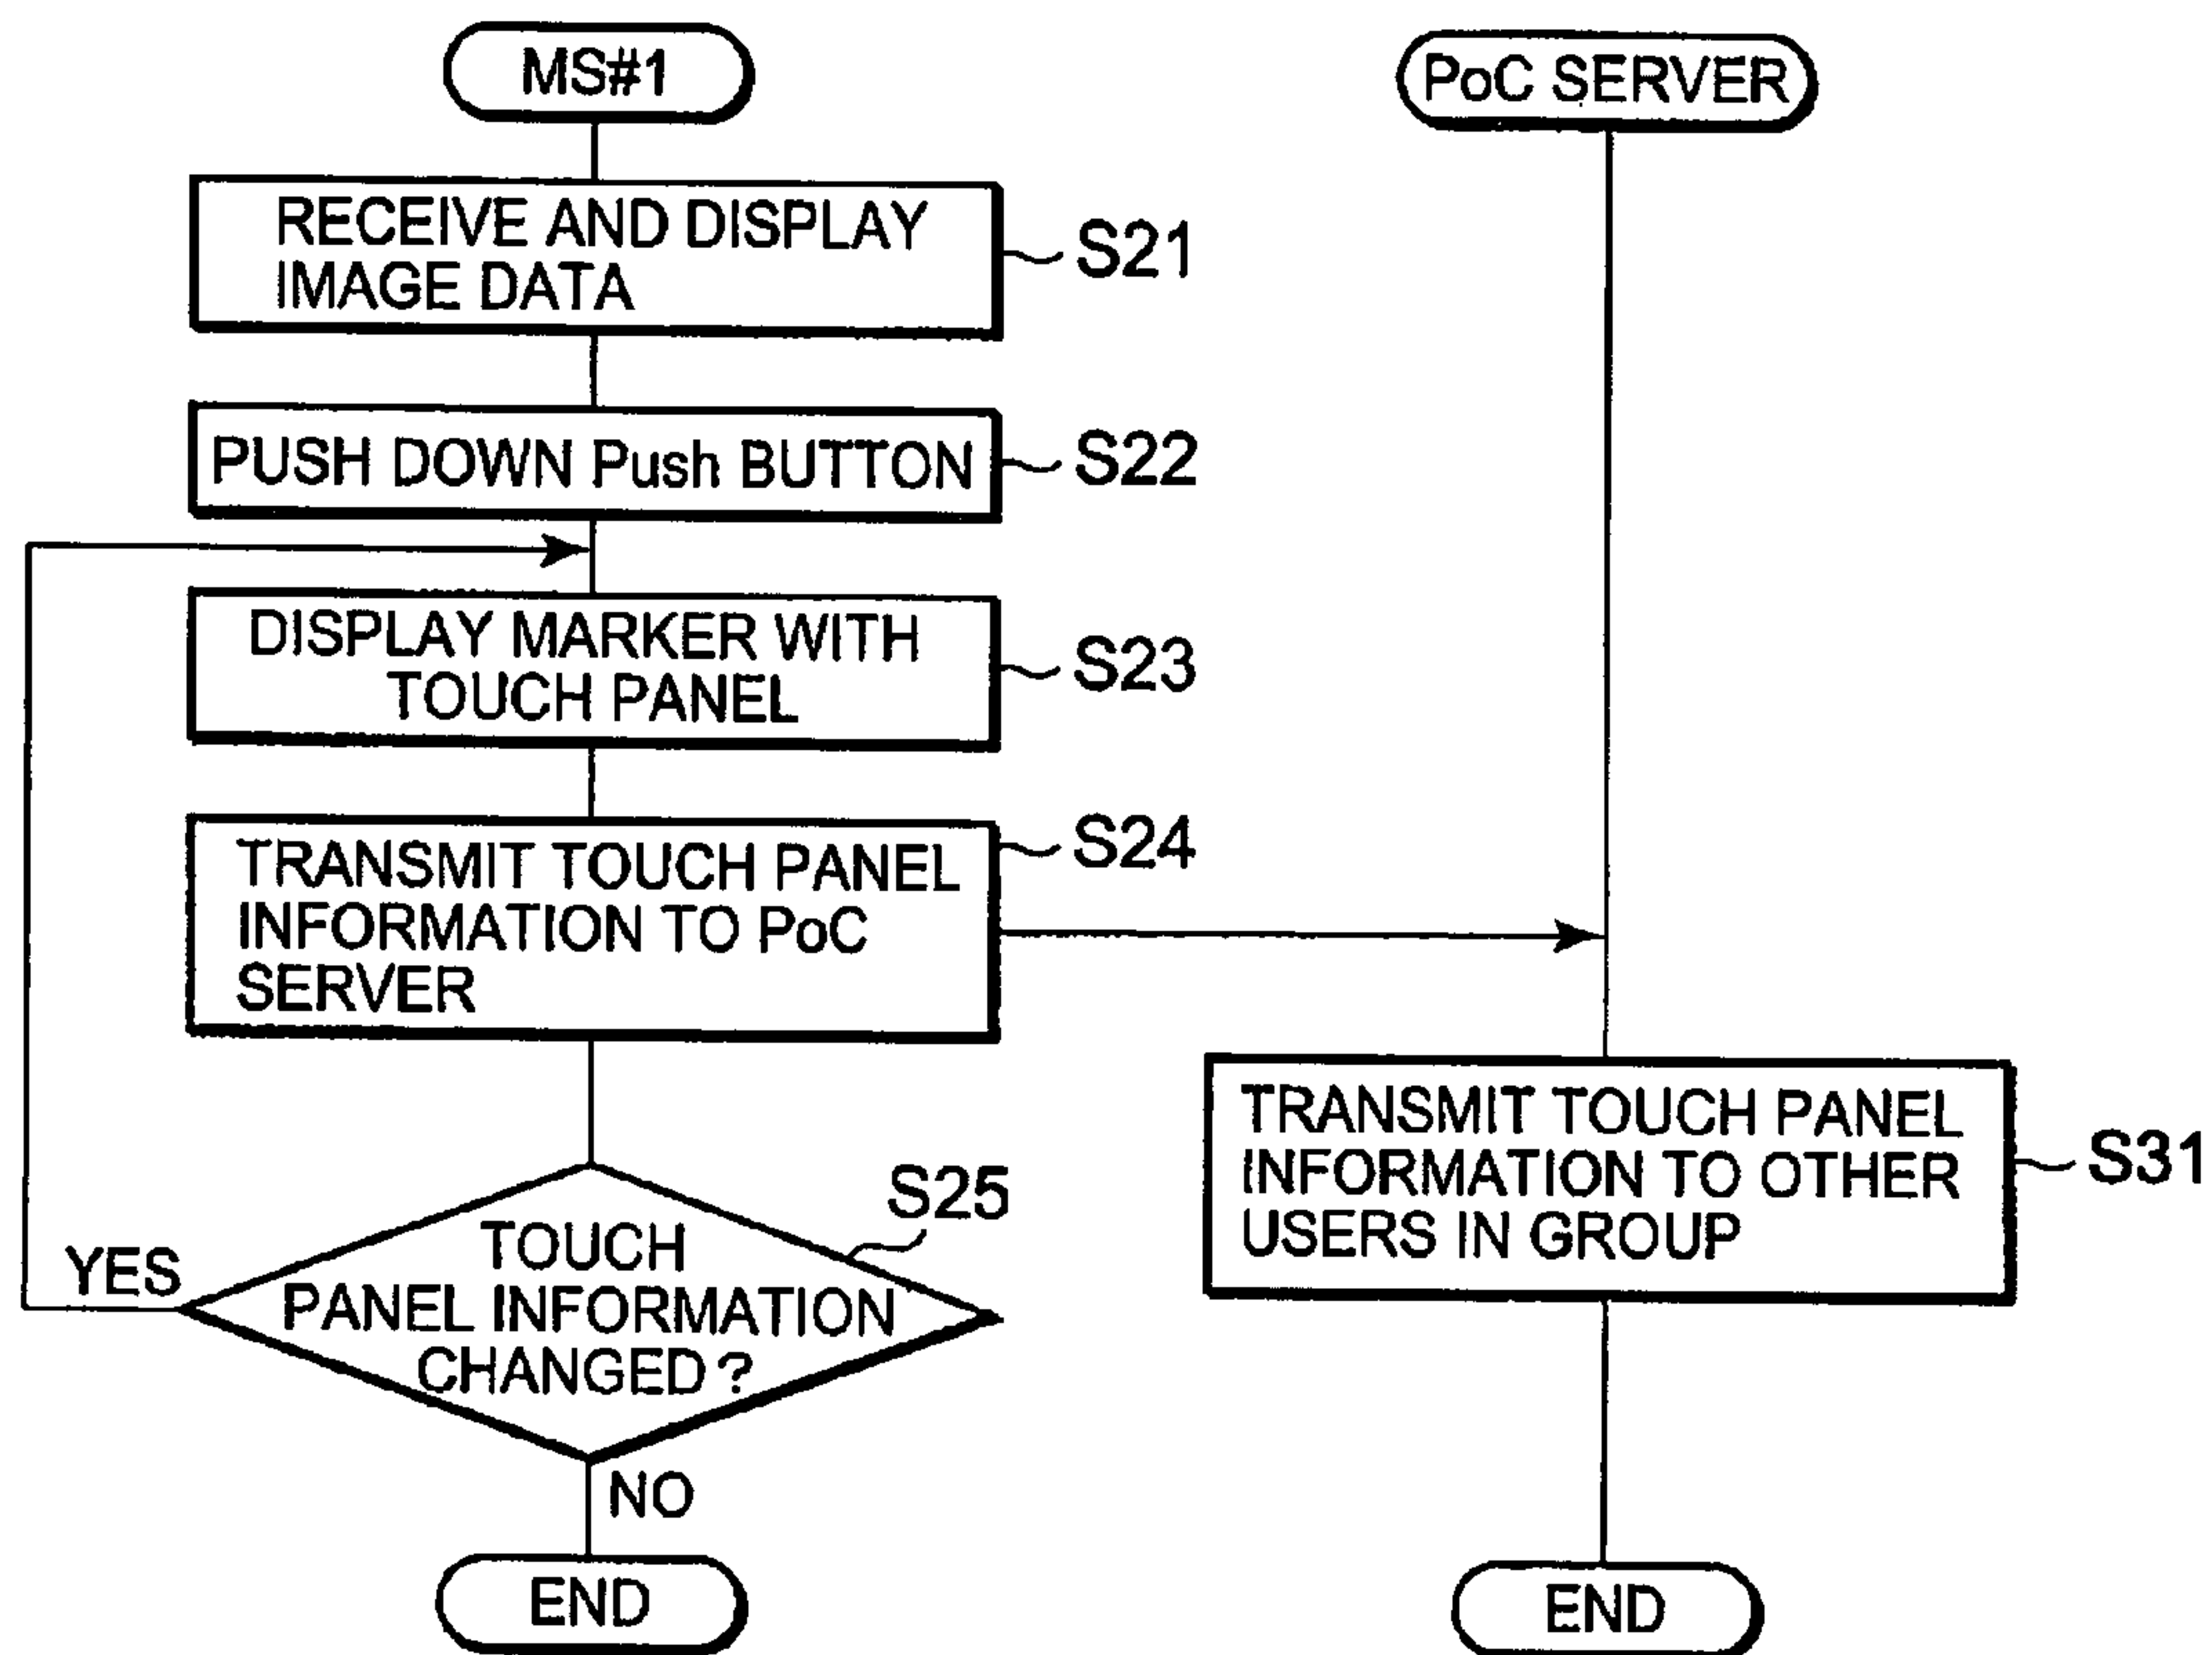 MS#1
RECEIVE AND DISPLAY
IMAGE DATA
S21
PUSH DOWN Push BUTTON
S22
DISPLAY MARKER WITH
TOUCH PANEL
S23
TRANSMIT TOUCH PANEL
INFORMATION TO PoC
SERVER
S24
TOUCH
PANEL INFORMATION
CHANGED ?
S25
YES
NO
END
PoC SERVER
TRANSMIT TOUCH PANEL
INFORMATION TO OTHER
USERS IN GROUP
S31
END